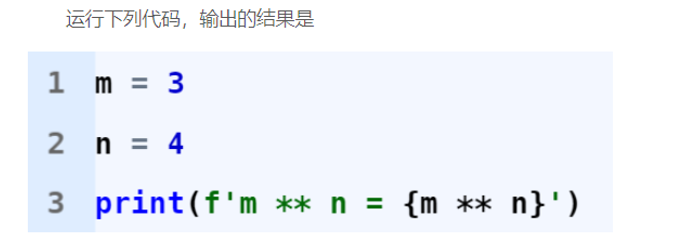 运行下列代码，输出的结果是
1 m = 3
2 n = 4
3 print(f'm ** n = {m ** n}')